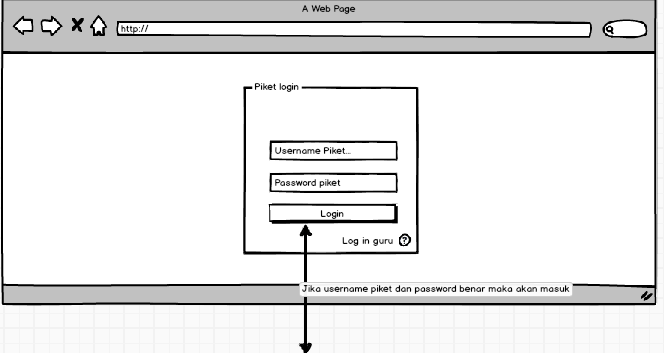 A Web Page
http://
Piket login
Username Piket...
Password piket
Login
Log in guru ?
Jika username piket dan password benar maka akan masuk